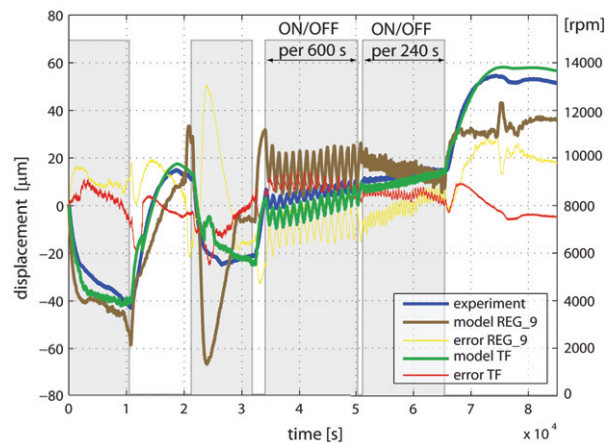 ON/OFF ON/OFF
per 600 s per 240 s
[rpm]
80
60
40
20
0
−20
−40
−60
−80
displacement [μm]
14000
12000
10000
8000
6000
4000
2000
0
experiment
model REG_9
error REG_9
model TF
error TF
0 1 2 3 4 5 6 7 8
time [s]
x 10⁴